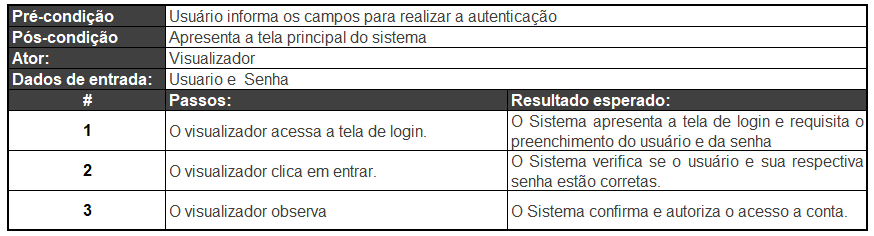 Pré-condição Usuário informa os campos para realizar a autenticação
Pós-condição Apresenta a tela principal do sistema
Ator: Visualizador
Dados de entrada: Usuario e Senha
# Passos: Resultado esperado:
1 O visualizador acessa a tela de login. O Sistema apresenta a tela de login e requisita o
preenchimento do usuário e da senha
2 O visualizador clica em entrar. O Sistema verifica se o usuário e sua respectiva
senha estão corretas.
3 O visualizador observa O Sistema confirma e autoriza o acesso a conta.